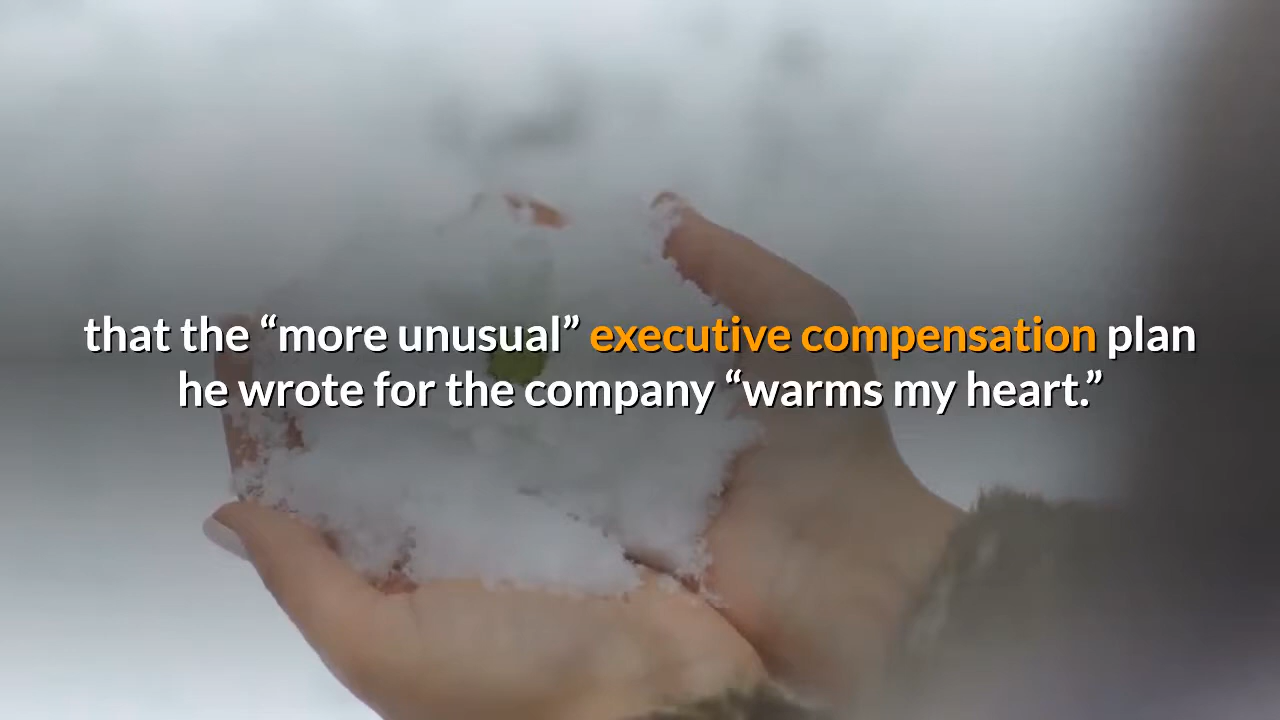 that the “more unusual” executive compensation plan
he wrote for the company “warms my heart.”